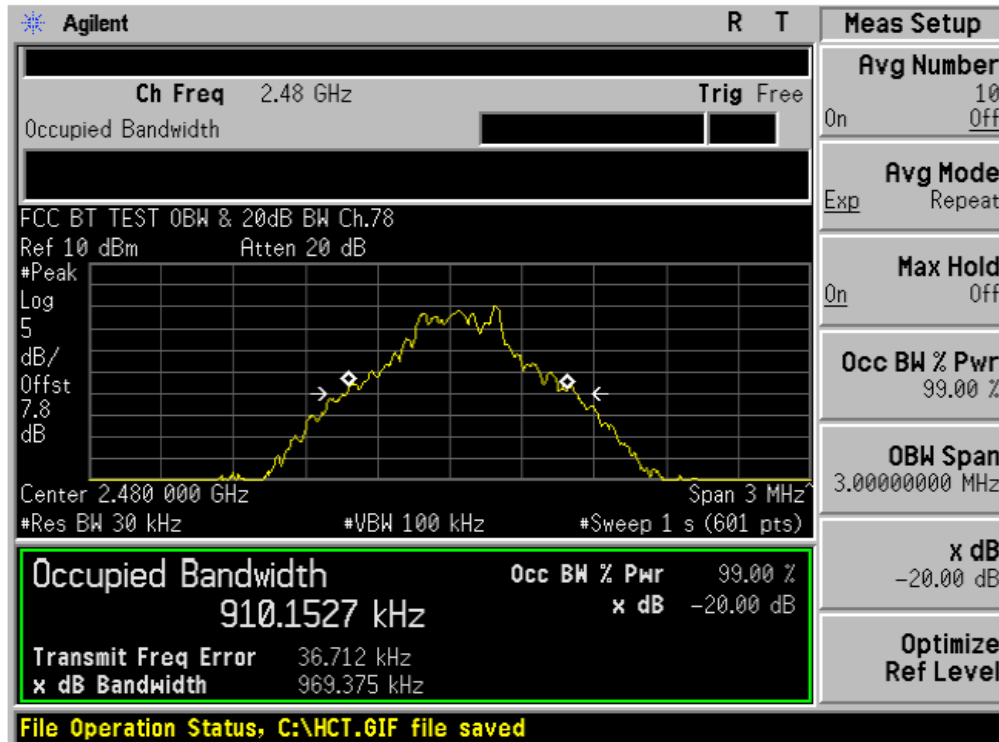 Agilent R T
Ch Freq 2.48 GHz Trig Free
Occupied Bandwidth
FCC BT TEST OBW & 20dB BW Ch.78
Ref 10 dBm Atten 20 dB
#Peak
Log
5
dB/
Offst
7.8
dB
Center 2.480 000 GHz Span 3 MHz^
#Res BW 30 kHz #VBW 100 kHz #Sweep 1 s (601 pts)
Occupied Bandwidth Occ BW % Pwr 99.00 %
910.1527 kHz x dB -20.00 dB
Transmit Freq Error 36.712 kHz
x dB Bandwidth 969.375 kHz
File Operation Status, C:\HCT.GIF file saved
Meas Setup
Avg Number
10
On Off
Avg Mode
Exp Repeat
Max Hold
On Off
Occ BW % Pwr
99.00 %
OBW Span
3.00000000 MHz
x dB
-20.00 dB
Optimize
Ref Level